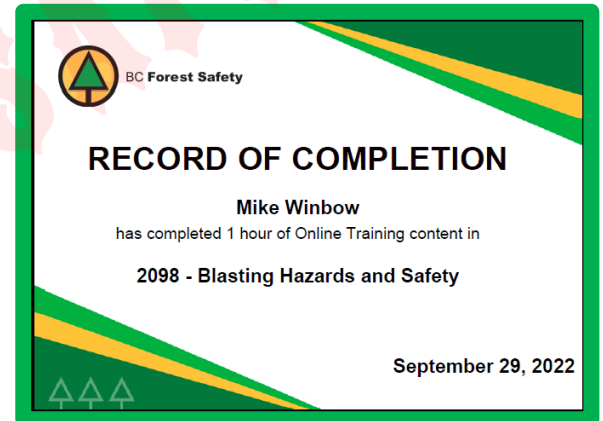 BC Forest Safety
RECORD OF COMPLETION
Mike Winbow
has completed 1 hour of Online Training content in
2098 - Blasting Hazards and Safety
September 29, 2022